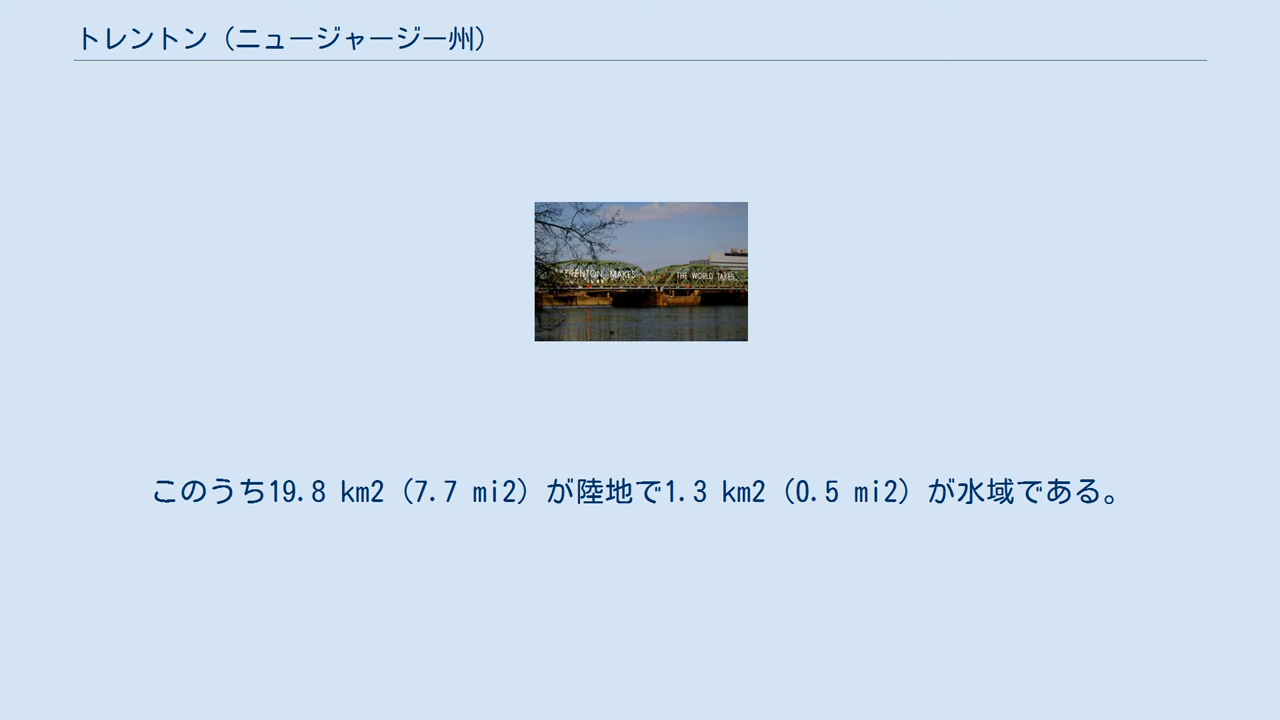 トレントン（ニュージャージー州）
TRENTON MAKES THE WORLD TAKES
このうち19.8 km2（7.7 mi2）が陸地で1.3 km2（0.5 mi2）が水域である。